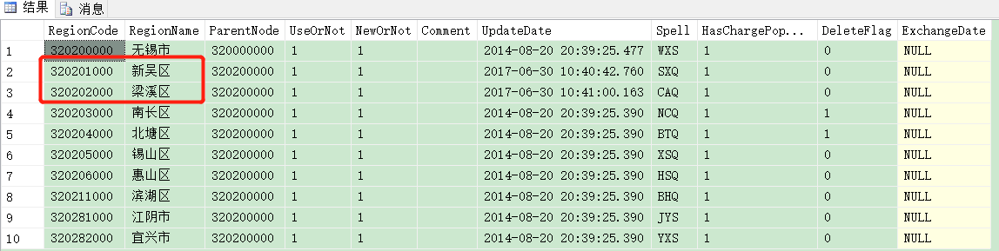 结果 消息
RegionCode RegionName ParentNode UseOrNot NewOrNot Comment UpdateDate Spell HasChargePop... DeleteFlag ExchangeDate
1 320200000 无锡市 320000000 1 1 2014-08-20 20:39:25.477 WXS 1 0 NULL
2 320201000 新吴区 320200000 1 1 2017-06-30 10:40:42.760 SXQ 1 0 NULL
3 320202000 梁溪区 320200000 1 1 2017-06-30 10:41:00.163 CAQ 1 0 NULL
4 320203000 南长区 320200000 1 1 2014-08-20 20:39:25.390 NCQ 1 1 NULL
5 320204000 北塘区 320200000 1 1 2014-08-20 20:39:25.390 BTQ 1 1 NULL
6 320205000 锡山区 320200000 1 1 2014-08-20 20:39:25.390 XSQ 1 0 NULL
7 320206000 惠山区 320200000 1 1 2014-08-20 20:39:25.390 HSQ 1 0 NULL
8 320211000 滨湖区 320200000 1 1 2014-08-20 20:39:25.390 BHQ 1 0 NULL
9 320281000 江阴市 320200000 1 1 2014-08-20 20:39:25.390 JYS 1 0 NULL
10 320282000 宜兴市 320200000 1 1 2014-08-20 20:39:25.390 YXS 1 0 NULL